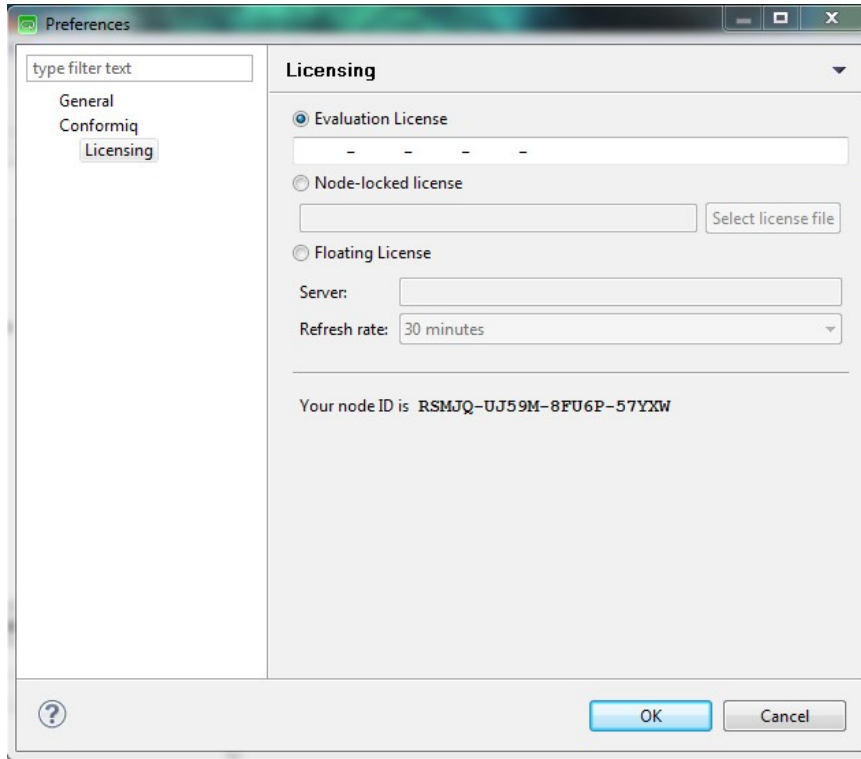 Preferences
type filter text
General
Conformiq
Licensing
Licensing
Evaluation License
- - - -
Node-locked license
Select license file
Floating License
Server:
Refresh rate: 30 minutes
Your node ID is RSMJQ-UJ59M-8FU6P-57YXW
?
OK Cancel